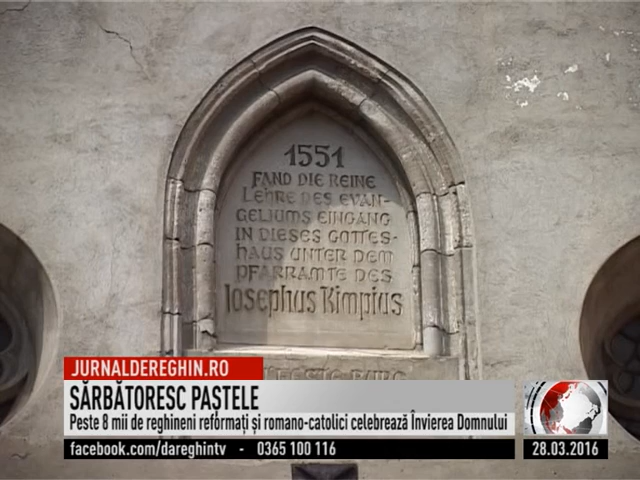 1551
FAND DIE REINE
LEHRE DES EVAN-
GELIUMS EINGANG
IN DIESES GOTTES-
HAUS UNTER DEM
PFARRAMTE DES
Iosephus Kimpius
JURNALDEREGHIN.RO
SĂRBĂTORESC PASTELE
Peste 8 mii de reghineni reformați și romano-catolici celebrează Învierea Domnului
facebook.com/dareghintv - 0365 100 116
28.03.2016